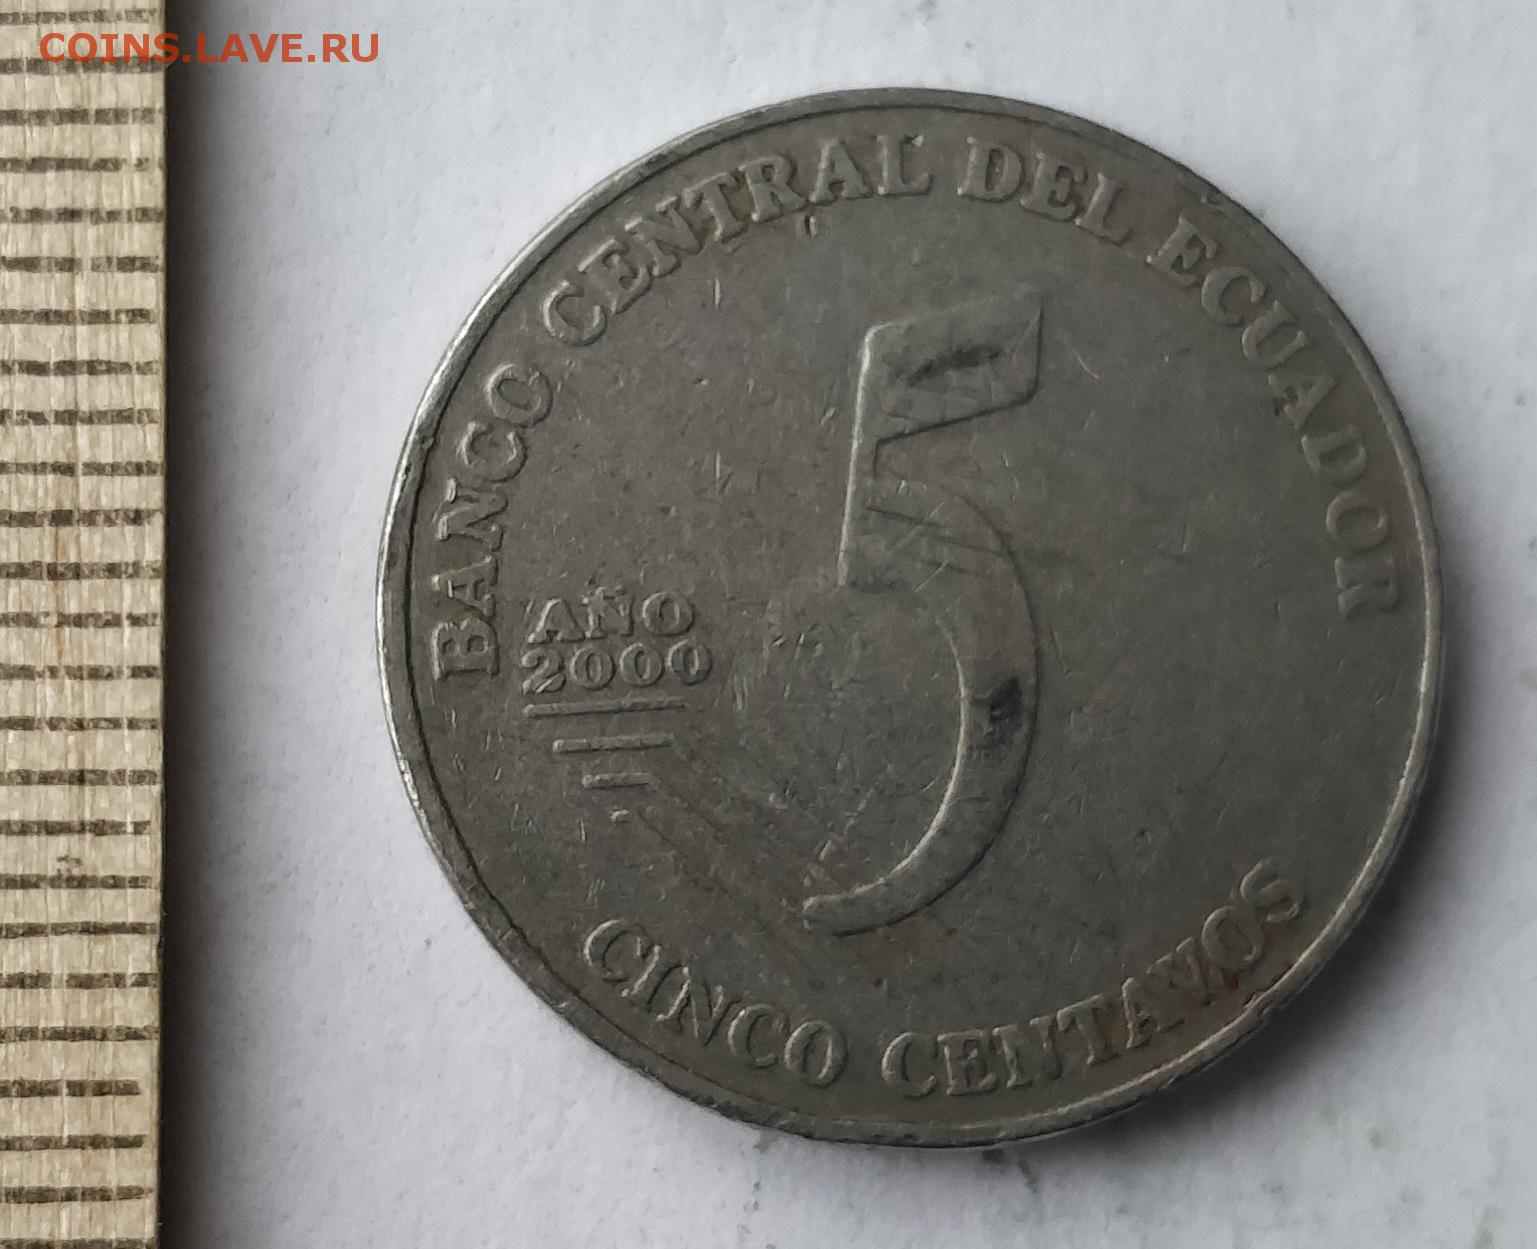 COINS.LAVE.RU
BANCO CENTRAL DEL ECUADOR
5
AÑO
2000
CINCO CENTAVOS